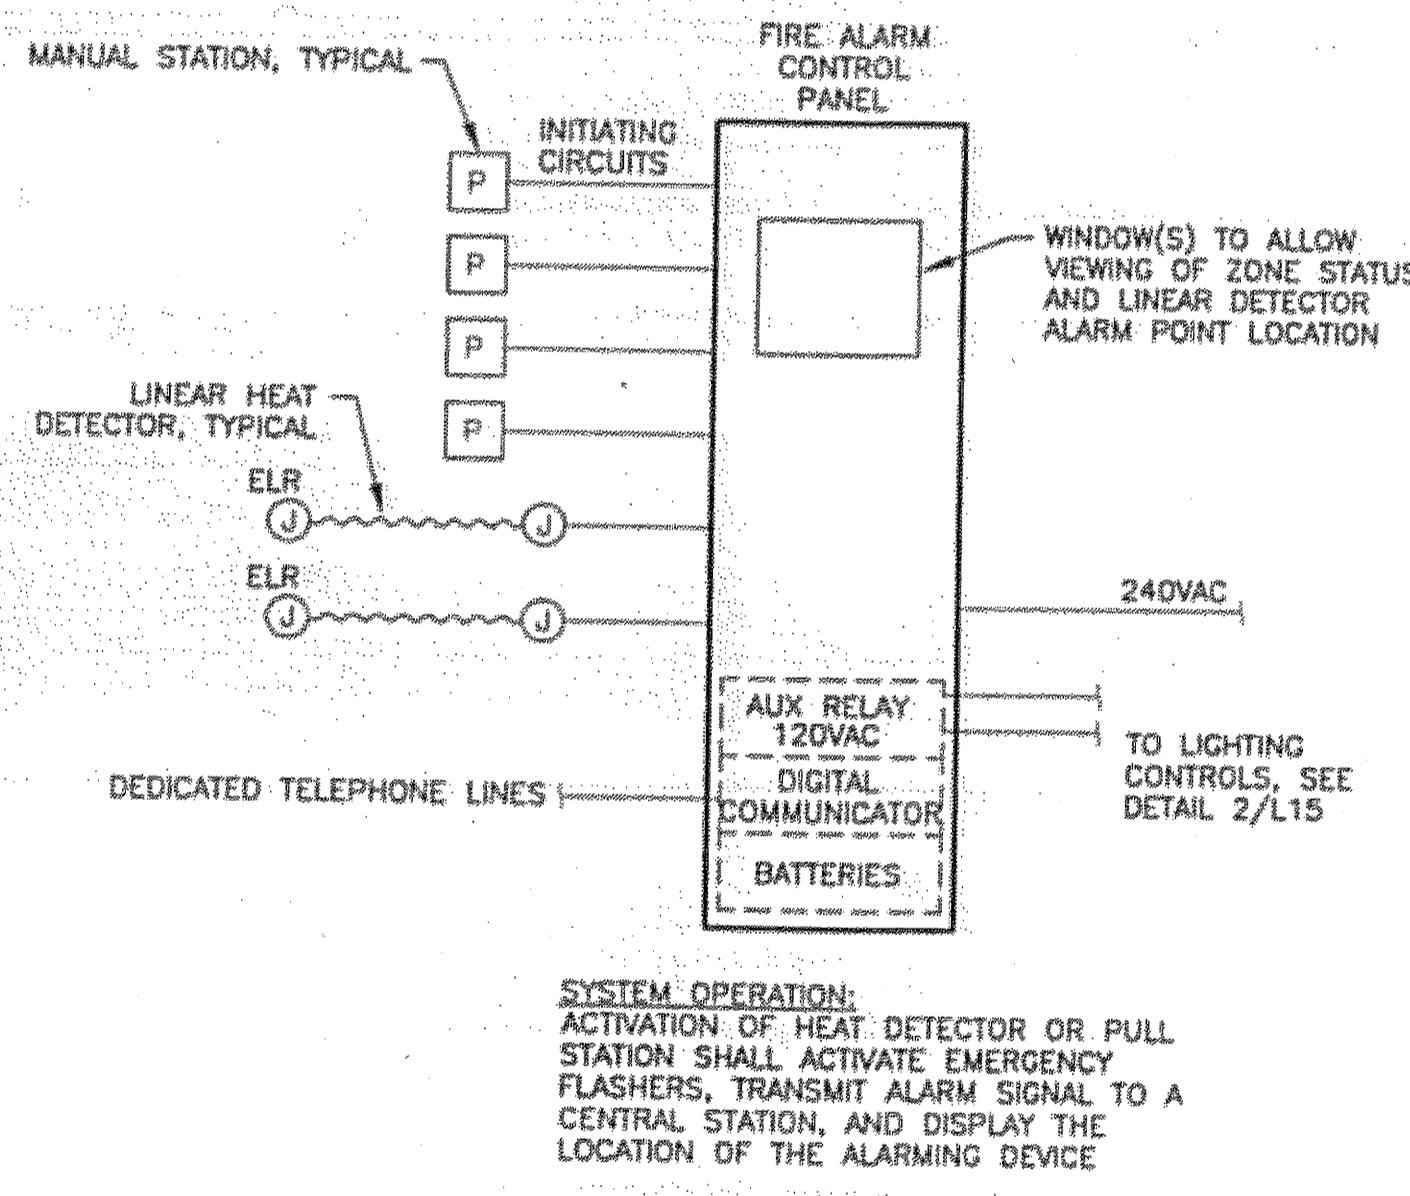 FIRE ALARM
CONTROL
PANEL
MANUAL STATION, TYPICAL
INITIATING
CIRCUITS
P
P
P
P
WINDOW(S) TO ALLOW
VIEWING OF ZONE STATUS
AND LINEAR DETECTOR
ALARM POINT LOCATION
LINEAR HEAT
DETECTOR, TYPICAL
ELR
J
J
ELR
J
J
240VAC
AUX RELAY
120VAC
TO LIGHTING
CONTROLS, SEE
DETAIL 2/L15
DEDICATED TELEPHONE LINES
DIGITAL
COMMUNICATOR
BATTERIES
SYSTEM OPERATION:
ACTIVATION OF HEAT DETECTOR OR PULL
STATION SHALL ACTIVATE EMERGENCY
FLASHERS, TRANSMIT ALARM SIGNAL TO A
CENTRAL STATION, AND DISPLAY THE
LOCATION OF THE ALARMING DEVICE